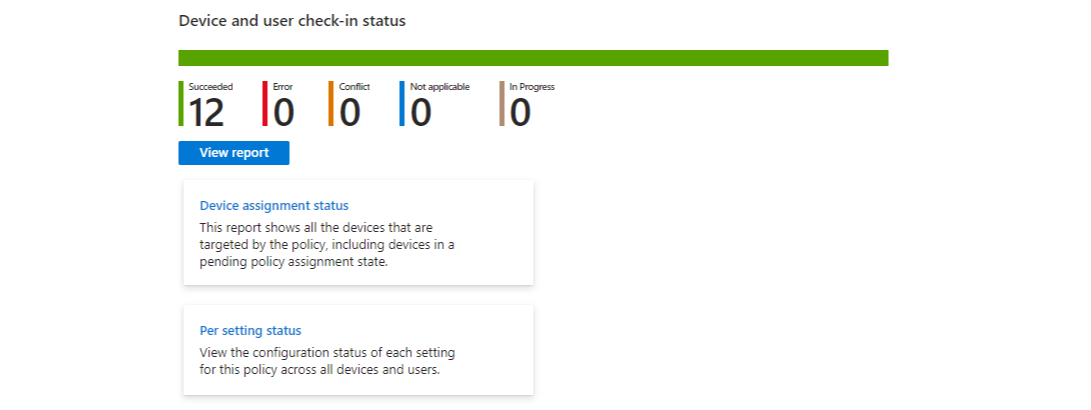 Device and user check-in status
Succeeded
12
Error
0
Conflict
0
Not applicable
0
In Progress
0
View report
Device assignment status
This report shows all the devices that are
targeted by the policy, including devices in a
pending policy assignment state.
Per setting status
View the configuration status of each setting
for this policy across all devices and users.